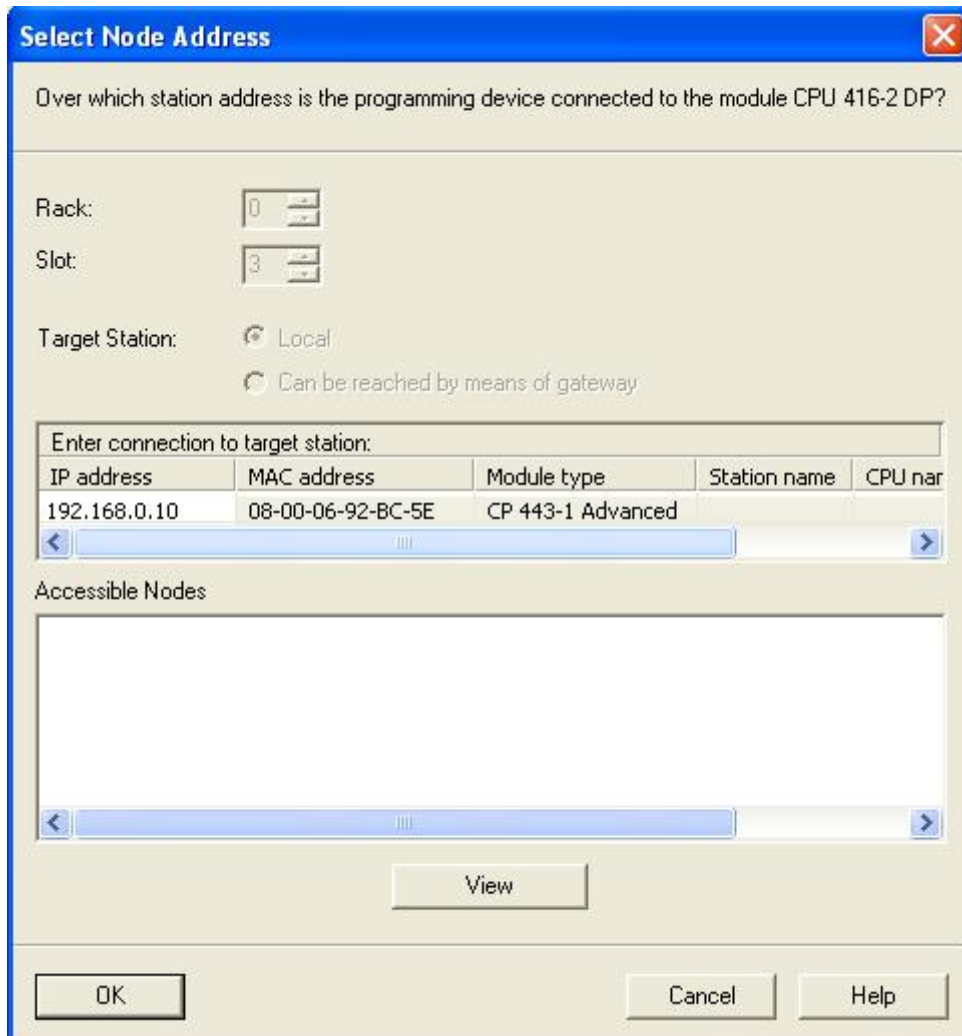 Select Node Address
Over which station address is the programming device connected to the module CPU 416-2 DP?
Rack: 0
Slot: 3
Target Station: Local
Can be reached by means of gateway
Enter connection to target station:
IP address MAC address Module type Station name CPU nar
192.168.0.10 08-00-06-92-BC-5E CP 443-1 Advanced
Accessible Nodes
View
OK Cancel Help